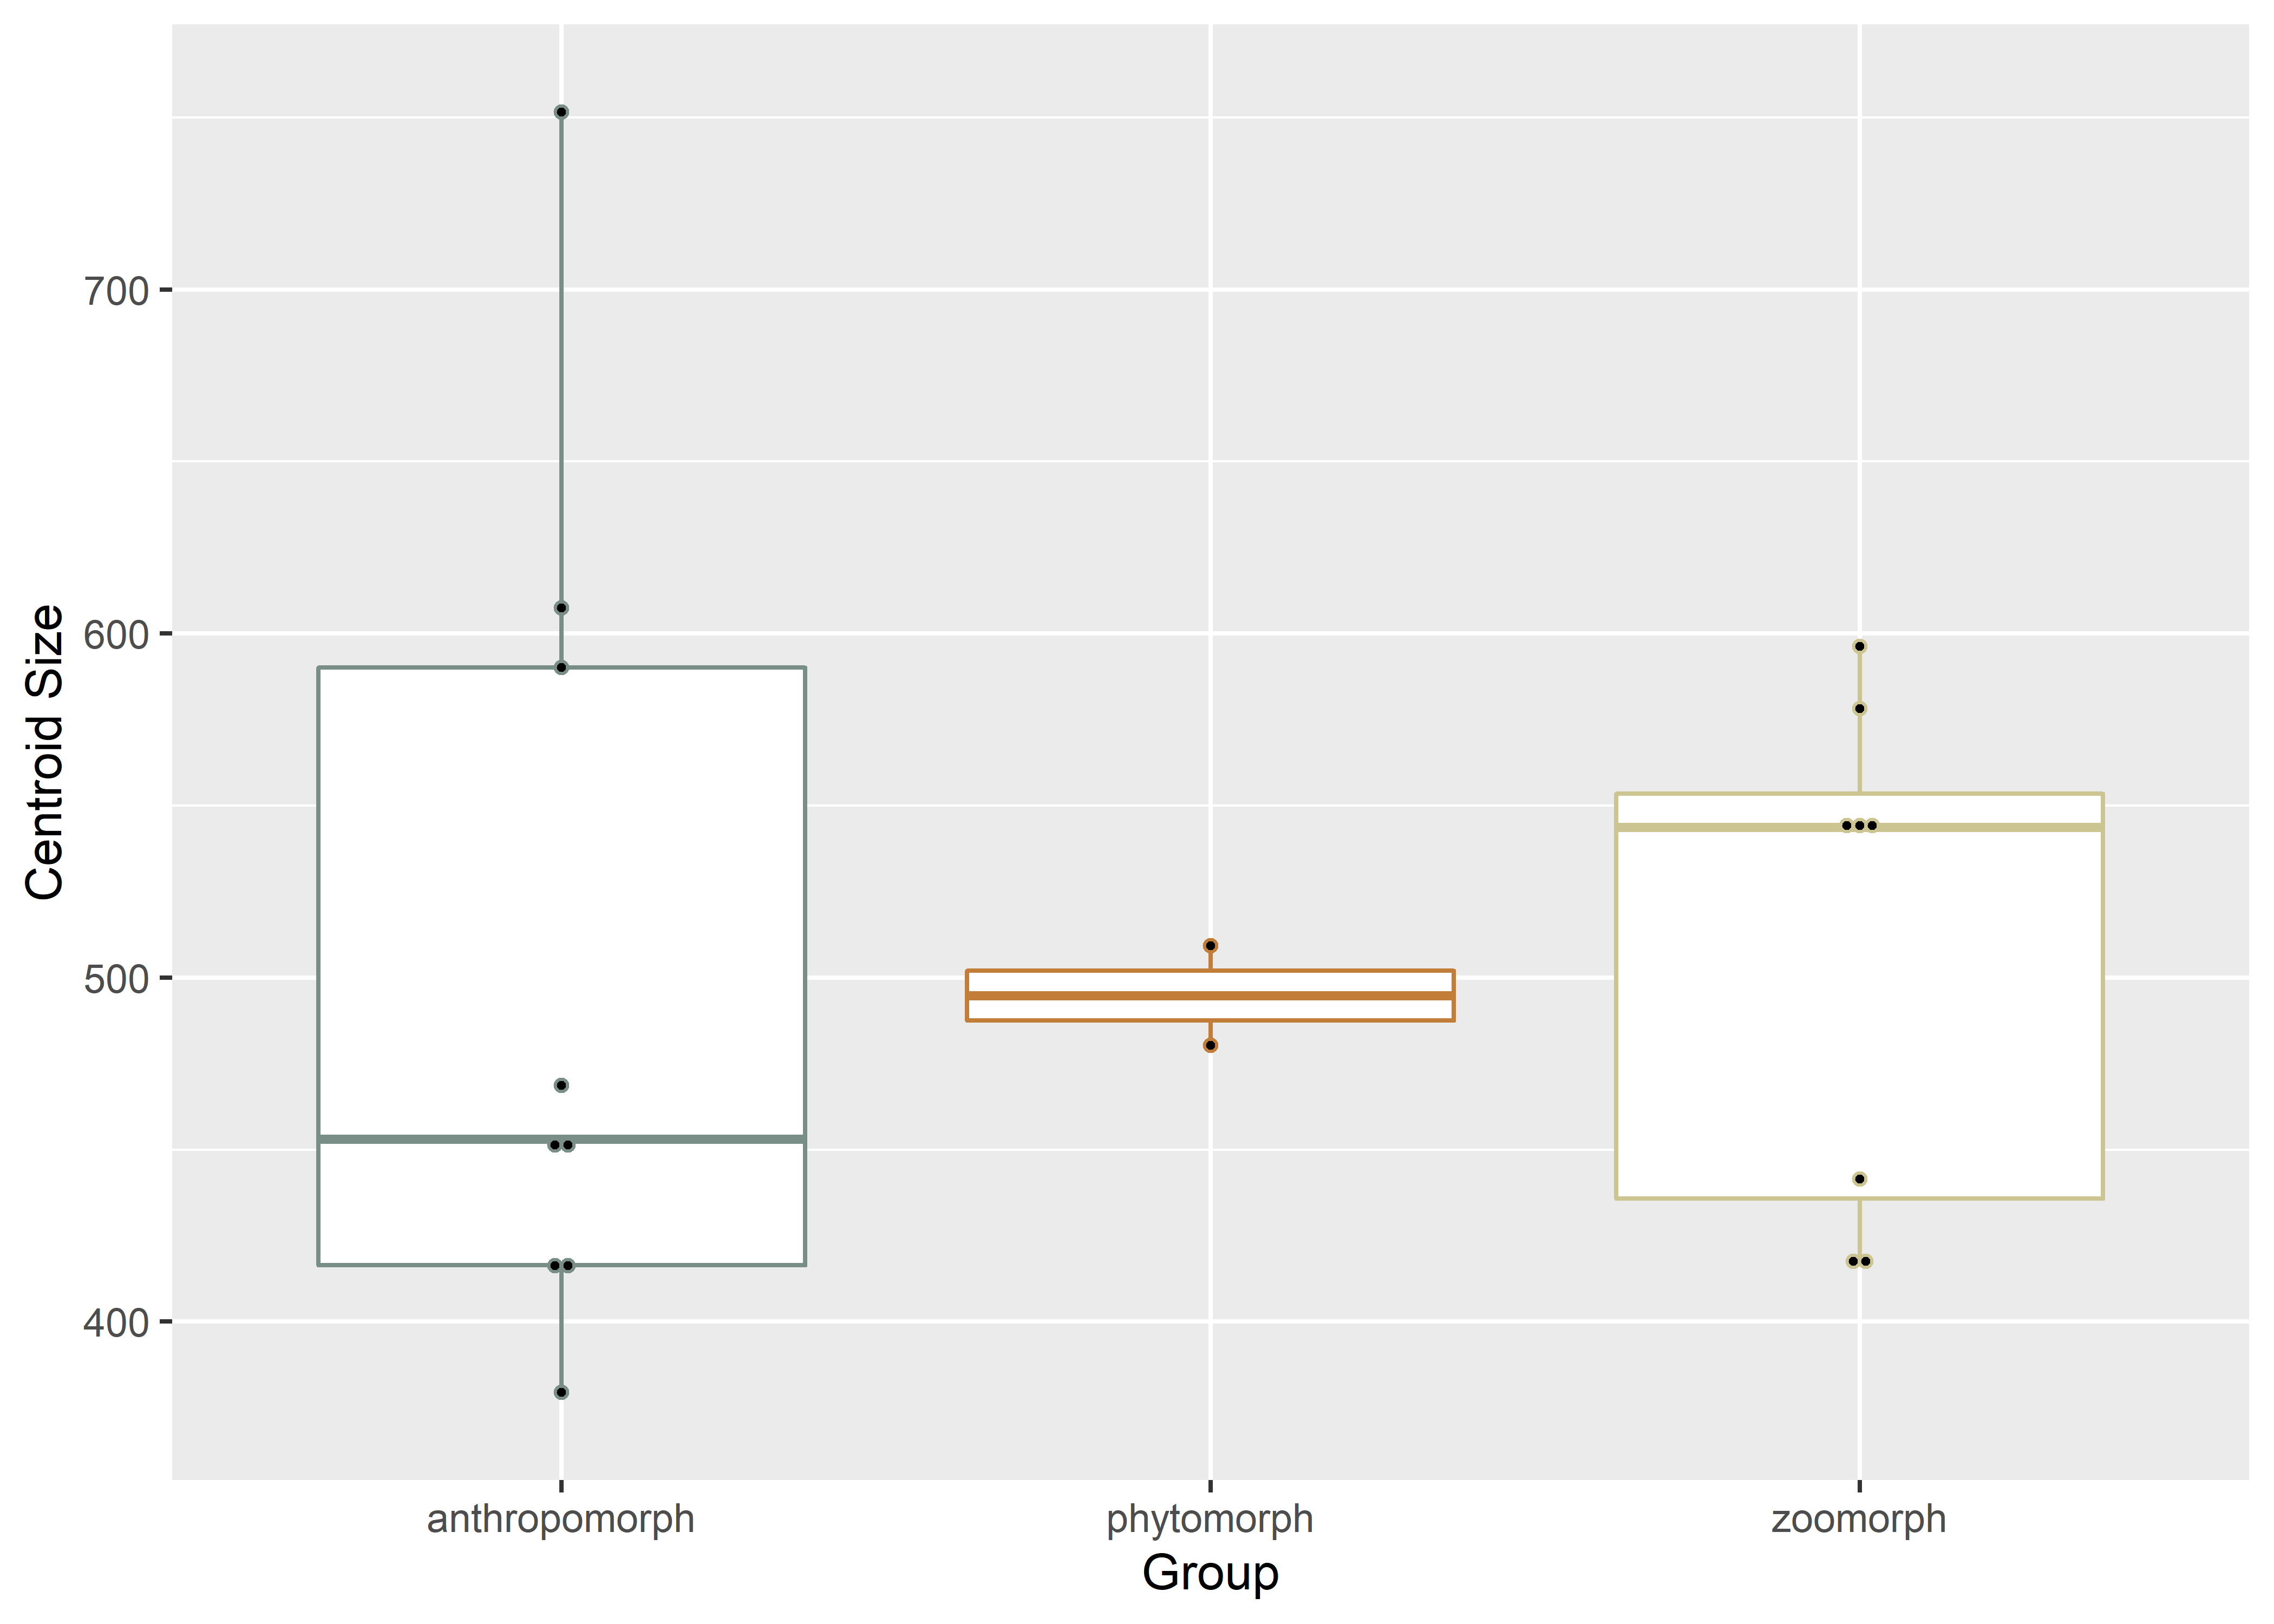 Centroid Size
700
600
500
400
anthropomorph phytomorph zoomorph
Group